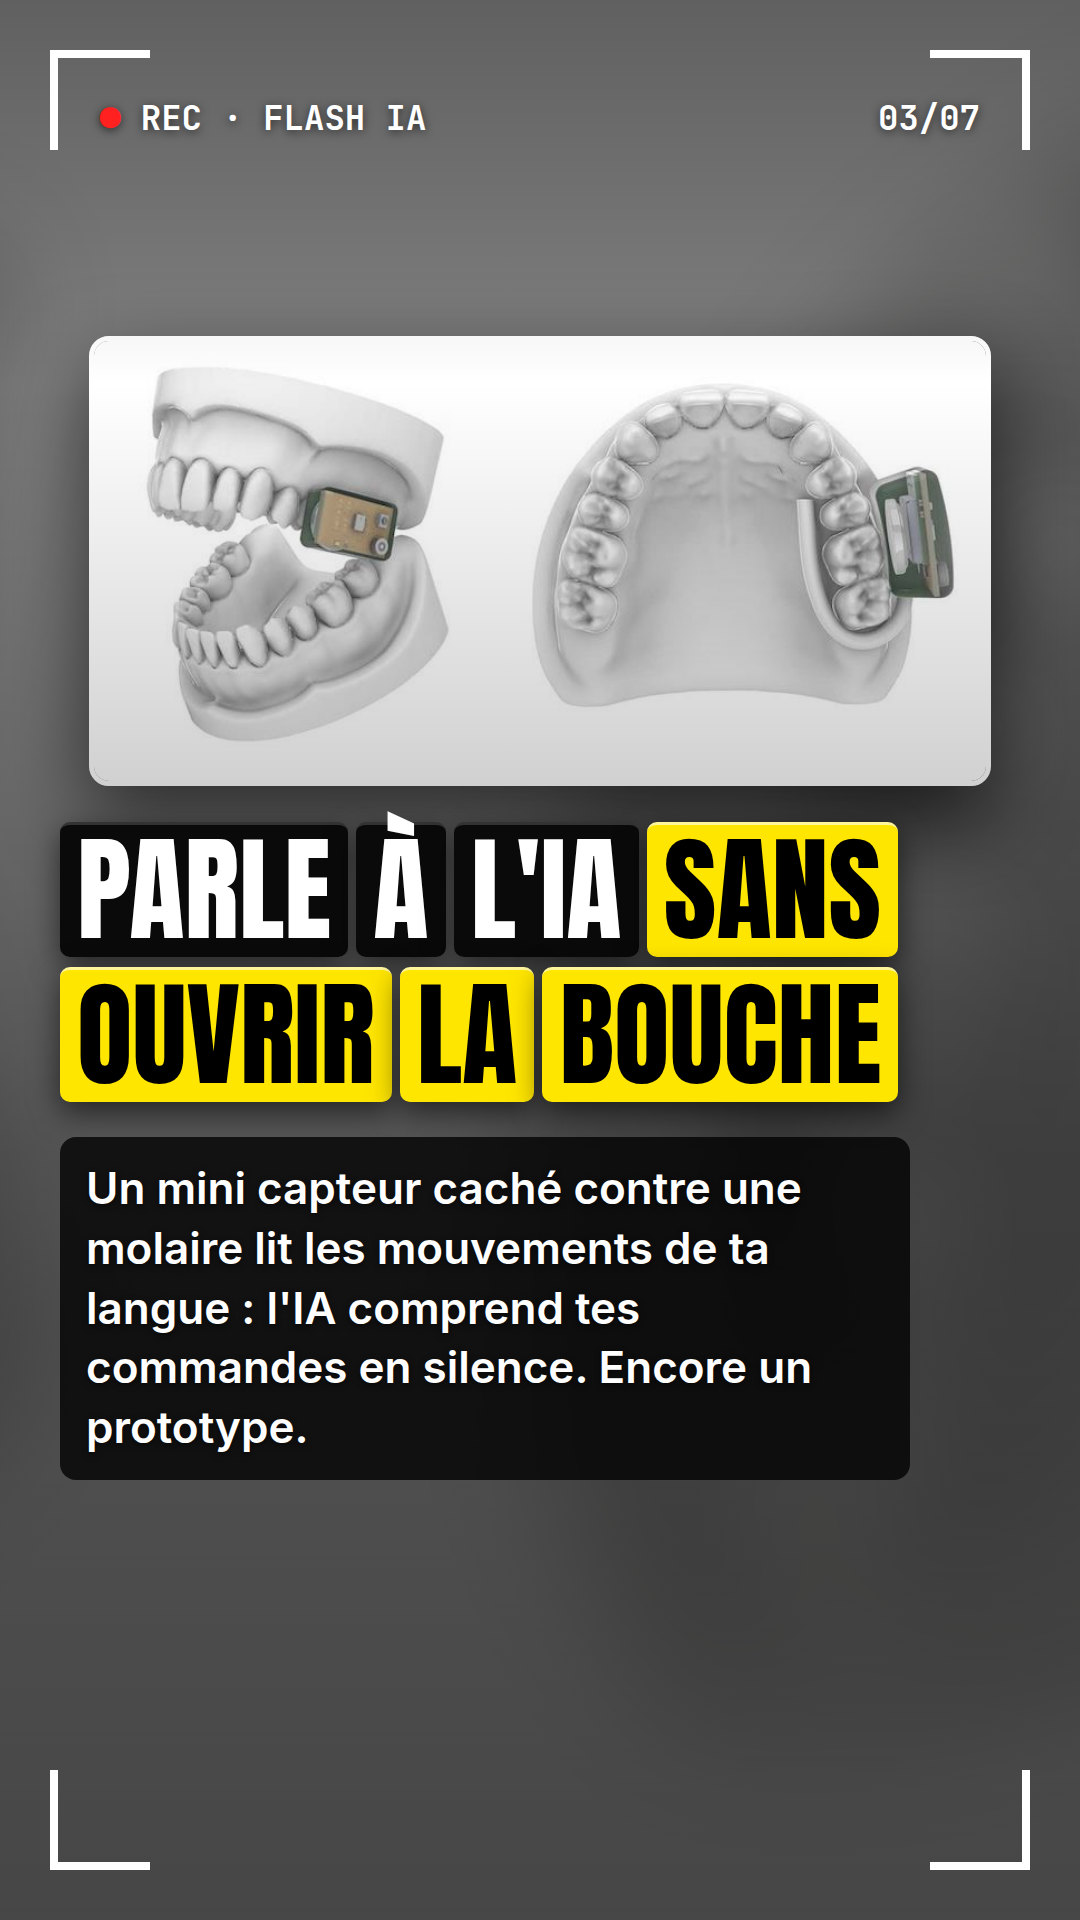 REC · FLASH IA
03/07
PARLE À L'IA SANS
OUVRIR LA BOUCHE
Un mini capteur caché contre une
molaire lit les mouvements de ta
langue : l'IA comprend tes
commandes en silence. Encore un
prototype.